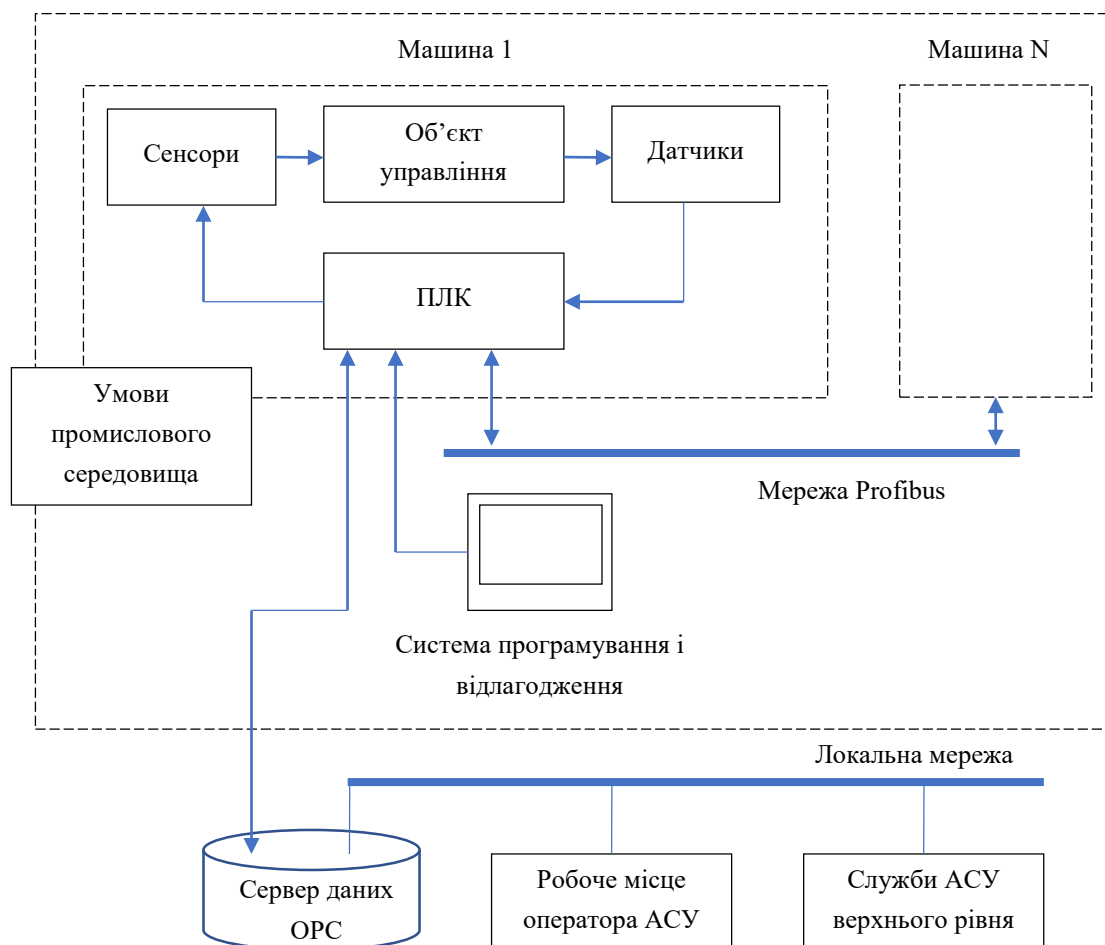 Машина 1
Машина N
Сенсори
Об’єкт
управління
Датчики
ПЛК
Умови
промислового
середовища
Мережа Profibus
Система програмування і
відлагодження
Локальна мережа
Сервер даних
OPC
Робоче місце
оператора АСУ
Служби АСУ
верхнього рівня